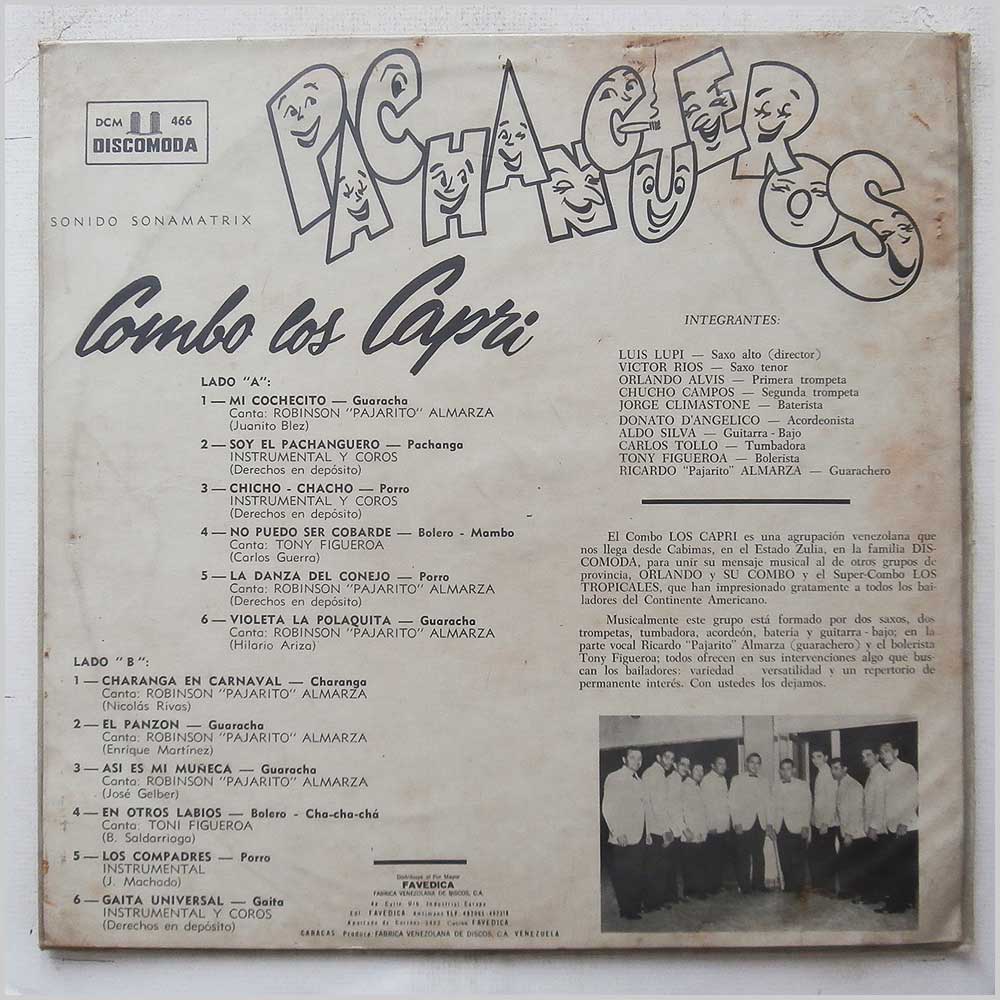 DCM 466
DISCOMODA
PACHANGUEROS
SONIDO SONAMATRIX
Combo los Capri
LADO "A":
1 — MI COCHECITO — Guaracha
Canta: ROBINSON "PAJARITO" ALMARZA
(Juanito Blez)
2 — SOY EL PACHANGUERO — Pachanga
INSTRUMENTAL Y COROS
(Derechos en depósito)
3 — CHICHO - CHACHO — Porro
INSTRUMENTAL Y COROS
(Derechos en depósito)
4 — NO PUEDO SER COBARDE — Bolero - Mambo
Canta: TONY FIGUEROA
(Carlos Guerra)
5 — LA DANZA DEL CONEJO — Porro
Canta: ROBINSON "PAJARITO" ALMARZA
(Derechos en depósito)
6 — VIOLETA LA POLAQUITA — Guaracha
Canta: ROBINSON "PAJARITO" ALMARZA
(Hilario Ariza)
LADO "B":
1 — CHARANGA EN CARNAVAL — Charanga
Canta: ROBINSON "PAJARITO" ALMARZA
(Nicolás Rivas)
2 — EL PANZON — Guaracha
Canta: ROBINSON "PAJARITO" ALMARZA
(Enrique Martínez)
3 — ASI ES MI MUÑECA — Guaracha
Canta: ROBINSON "PAJARITO" ALMARZA
(José Gelber)
4 — EN OTROS LABIOS — Bolero - Cha-cha-chá
Canta: TONI FIGUEROA
(B. Saldarrioga)
5 — LOS COMPADRES — Porro
INSTRUMENTAL
(J. Machado)
6 — GAITA UNIVERSAL — Gaita
INSTRUMENTAL Y COROS
(Derechos en depósito)
INTEGRANTES:
LUIS LUPI — Saxo alto (director)
VICTOR RIOS — Saxo tenor
ORLANDO ALVIS — Primera trompeta
CHUCHO CAMPOS — Segunda trompeta
JORGE CLIMASTONE — Baterista
DONATO D'ANGELICO — Acordeonista
ALDO SILVA — Guitarra - Bajo
CARLOS TOLLO — Tumbadora
TONY FIGUEROA — Bolerista
RICARDO "Pajarito" ALMARZA — Guarachero
El Combo LOS CAPRI es una agrupación venezolana que
nos llega desde Cabimas, en el Estado Zulia, en la familia DIS-
COMODA, para unir su mensaje musical al de otros grupos de
provincia, ORLANDO y SU COMBO y el Super-Combo LOS
TROPICALES, que han impresionado gratamente a todos los bai-
ladores del Continente Americano.
Musicalmente este grupo está formado por dos saxos, dos
trompetas, tumbadora, acordeón, batería y guitarra - bajo; en la
parte vocal Ricardo "Pajarito" Almarza (guarachero) y el bolerista
Tony Figueroa; todos ofrecen en sus intervenciones algo que bus-
can los bailadores: variedad versatilidad y un repertorio de
permanente interés. Con ustedes los dejamos.
Distribuye al Por Mayor
FAVEDICA
FABRICA VENEZOLANA DE DISCOS, C.A.
Edf. FAVEDICA
CARACAS Produce: FABRICA VENEZOLANA DE DISCOS, C.A. VENEZUELA